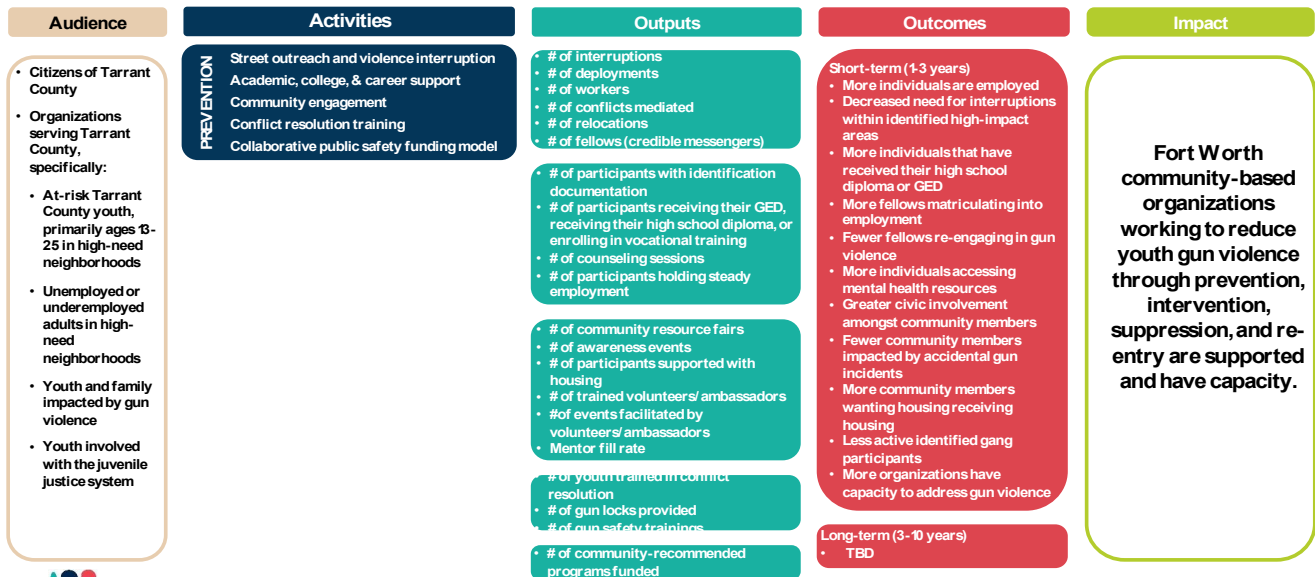 Audience
Activities
Outputs
Outcomes
Impact
• Citizens of Tarrant
County
• Organizations
serving Tarrant
County,
specifically:
• At-risk Tarrant
County youth,
primarily ages 13-
25 in high-need
neighborhoods
• Unemployed or
underemployed
adults in high-
need
neighborhoods
• Youth and family
impacted by gun
violence
• Youth involved
with the juvenile
justice system
PREVENTION
Street outreach and violence interruption
Academic, college, & career support
Community engagement
Conflict resolution training
Collaborative public safety funding model
• # of interruptions
• # of deployments
• # of workers
• # of conflicts mediated
• # of relocations
• # of fellows (credible messengers)
• # of participants with identification
documentation
• # of participants receiving their GED,
receiving their high school diploma, or
enrolling in vocational training
• # of counseling sessions
• # of participants holding steady
employment
• # of community resource fairs
• # of awareness events
• # of participants supported with
housing
• # of trained volunteers/ambassadors
• #of events facilitated by
volunteers/ambassadors
• Mentor fill rate
• # of youth trained in conflict
resolution
• # of gun locks provided
• # of gun safety trainings
• # of community-recommended
programs funded
Short-term (1-3 years)
• More individuals are employed
• Decreased need for interruptions
within identified high-impact
areas
• More individuals that have
received their high school
diploma or GED
• More fellows matriculating into
employment
• Fewer fellows re-engaging in gun
violence
• More individuals accessing
mental health resources
• Greater civic involvement
amongst community members
• Fewer community members
impacted by accidental gun
incidents
• More community members
wanting housing receiving
housing
• Less active identified gang
participants
• More organizations have
capacity to address gun violence
Long-term (3-10 years)
• TBD
Fort Worth
community-based
organizations
working to reduce
youth gun violence
through prevention,
intervention,
suppression, and re-
entry are supported
and have capacity.